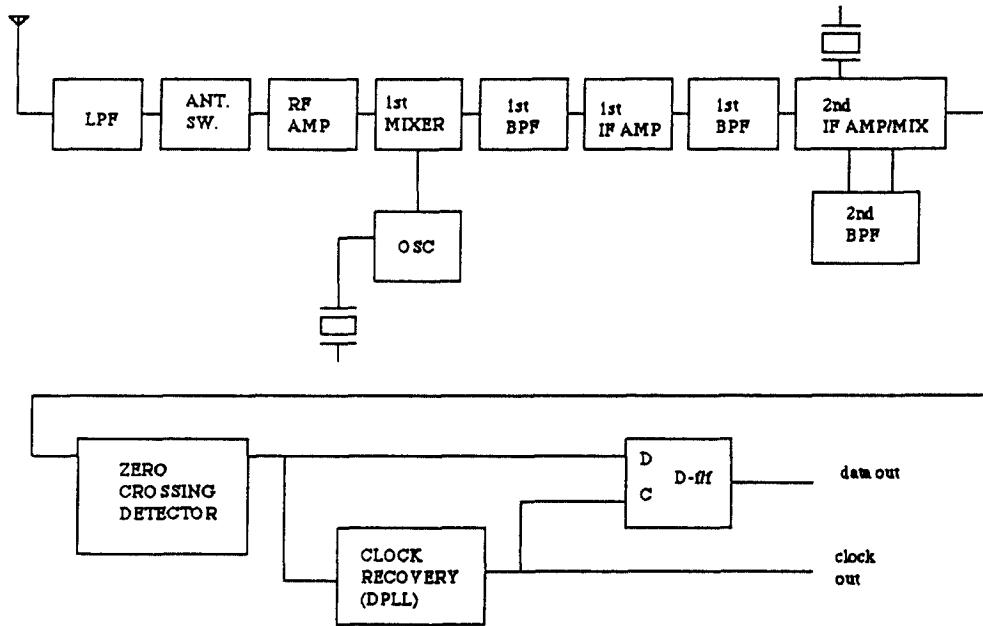 LPF
ANT.
SW.
RF
AMP
1st
MIXER
1st
BPF
1st
IF AMP
1st
BPF
2nd
IF AMP/MIX
2nd
BPF
OSC
ZERO
CROSSING
DETECTOR
D
C
D-f/f
data out
CLOCK
RECOVERY
(DPLL)
clock
out